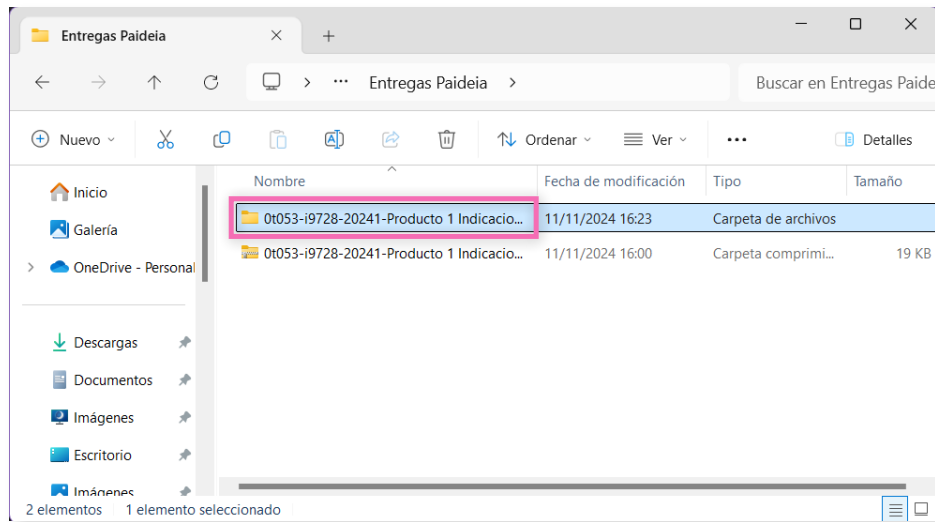 Entregas Paideia
Entregas Paideia
Buscar en Entregas Paide
Nuevo
Ordenar
Ver
Detalles
Nombre
Fecha de modificación
Tipo
Tamaño
Inicio
Galería
OneDrive - Personal
Descargas
Documentos
Imágenes
Escritorio
Imágenes
0t053-i9728-20241-Producto 1 Indicacio... 11/11/2024 16:23 Carpeta de archivos
0t053-i9728-20241-Producto 1 Indicacio... 11/11/2024 16:00 Carpeta comprimi... 19 KB
2 elementos 1 elemento seleccionado